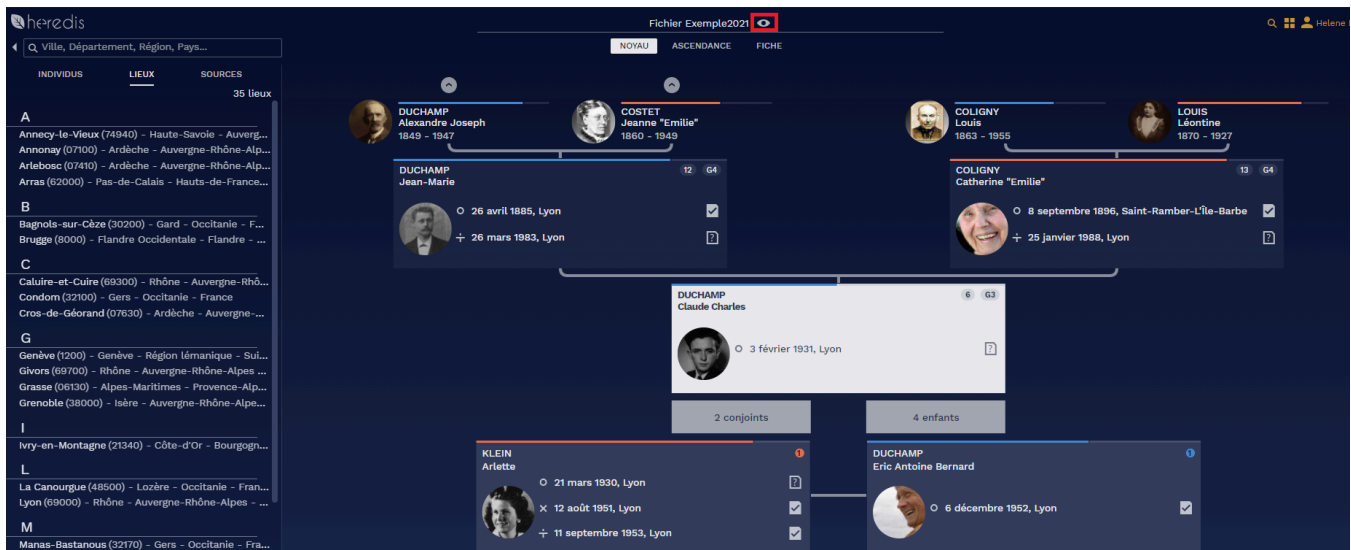 heredis
Fichier Exemple2021
Helene
Ville, Département, Région, Pays...
NOYAU ASCENDANCE FICHE
INDIVIDUS LIEUX SOURCES
35 lieux
A
Annecy-le-Vieux (74940) - Haute-Savoie - Auverg...
Annonay (07100) - Ardèche - Auvergne-Rhône-Alp...
Arlebosc (07410) - Ardèche - Auvergne-Rhône-Alp...
Arras (62000) - Pas-de-Calais - Hauts-de-France...
B
Bagnols-sur-Cèze (30200) - Gard - Occitanie - F...
Brugge (8000) - Flandre Occidentale - Flandre - ...
C
Caluire-et-Cuire (69300) - Rhône - Auvergne-Rhô...
Condom (32100) - Gers - Occitanie - France
Cros-de-Géorand (07630) - Ardèche - Auvergne-...
G
Genève (1200) - Genève - Région lémanique - Sui...
Givors (69700) - Rhône - Auvergne-Rhône-Alpes ...
Grasse (06130) - Alpes-Maritimes - Provence-Alp...
Grenoble (38000) - Isère - Auvergne-Rhône-Alpe...
I
Ivry-en-Montagne (21340) - Côte-d'Or - Bourgogn...
L
La Canourgue (48500) - Lozère - Occitanie - Fran...
Lyon (69000) - Rhône - Auvergne-Rhône-Alpes - ...
M
Manas-Bastanous (32170) - Gers - Occitanie - Fra...
DUCHAMP
Alexandre Joseph
1849 - 1947
COSTET
Jeanne "Emilie"
1860 - 1949
COLIGNY
Louis
1863 - 1955
LOUIS
Léontine
1870 - 1927
DUCHAMP 12 G4
Jean-Marie
26 avril 1885, Lyon
26 mars 1983, Lyon
COLIGNY 13 G4
Catherine "Emilie"
8 septembre 1896, Saint-Ramber-L'Île-Barbe
25 janvier 1988, Lyon
DUCHAMP 6 G3
Claude Charles
3 février 1931, Lyon
2 conjoints
4 enfants
KLEIN 1
Arlette
21 mars 1930, Lyon
12 août 1951, Lyon
11 septembre 1953, Lyon
DUCHAMP 1
Eric Antoine Bernard
6 décembre 1952, Lyon